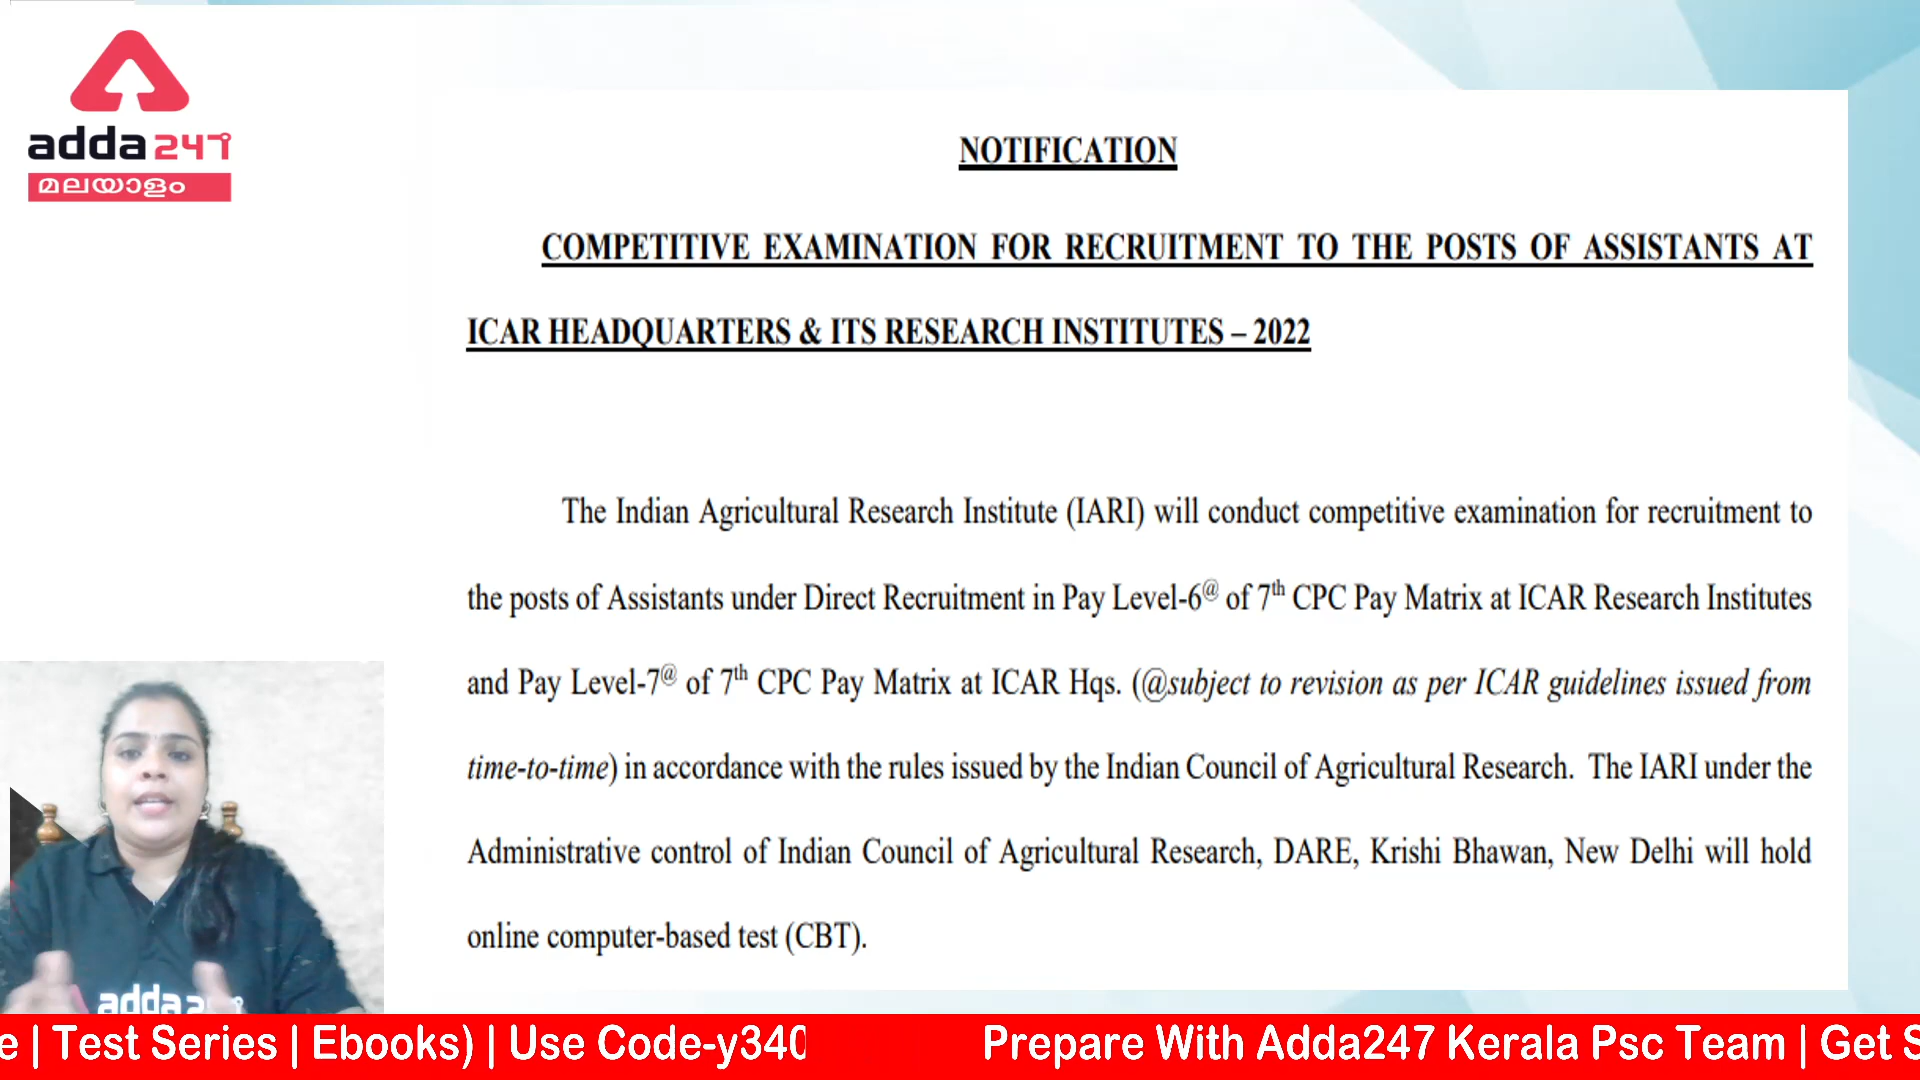 adda247
മലയാളം
NOTIFICATION
COMPETITIVE EXAMINATION FOR RECRUITMENT TO THE POSTS OF ASSISTANTS AT
ICAR HEADQUARTERS & ITS RESEARCH INSTITUTES – 2022
The Indian Agricultural Research Institute (IARI) will conduct competitive examination for recruitment to
the posts of Assistants under Direct Recruitment in Pay Level-6@ of 7th CPC Pay Matrix at ICAR Research Institutes
and Pay Level-7@ of 7th CPC Pay Matrix at ICAR Hqs. (@subject to revision as per ICAR guidelines issued from
time-to-time) in accordance with the rules issued by the Indian Council of Agricultural Research. The IARI under the
Administrative control of Indian Council of Agricultural Research, DARE, Krishi Bhawan, New Delhi will hold
online computer-based test (CBT).
adda2
e | Test Series | Ebooks) | Use Code-y340 Prepare With Adda247 Kerala Psc Team | Get S